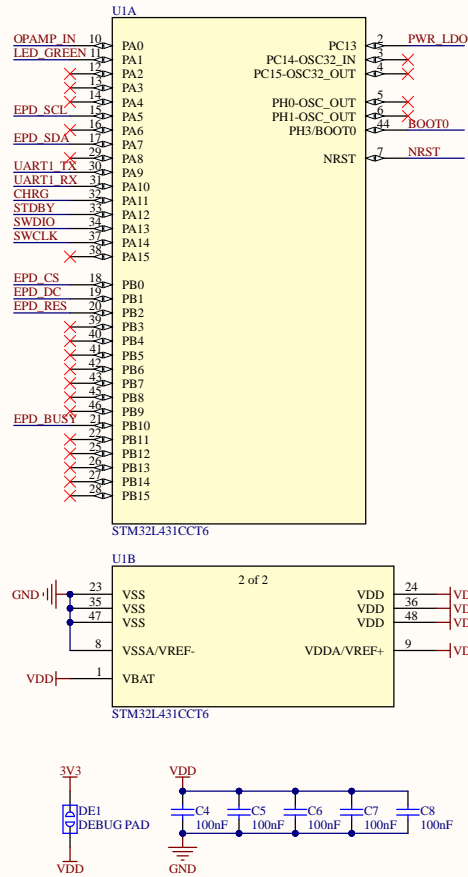 U1A
OPAMP_IN 10 PA0 PC13 2 PWR_LDO
LED_GREEN 11 PA1 PC14-OSC32_IN 3
12 PA2 PC15-OSC32_OUT 4
13 PA3
14 PA4 PH0-OSC_OUT 5
EPD_SCL 15 PA5 PH1-OSC_OUT 6
16 PA6 PH3/BOOT0 44 BOOT0
EPD_SDA 17 PA7
29 PA8 NRST 7 NRST
UART1_TX 30 PA9
UART1_RX 31 PA10
CHRG 32 PA11
STDBY 33 PA12
SWDIO 34 PA13
SWCLK 37 PA14
38 PA15
EPD_CS 18 PB0
EPD_DC 19 PB1
EPD_RES 20 PB2
39 PB3
40 PB4
41 PB5
42 PB6
43 PB7
45 PB8
46 PB9
EPD_BUSY 21 PB10
22 PB11
25 PB12
26 PB13
27 PB14
28 PB15
STM32L431CCT6
U1B
2 of 2
GND 23 VSS VDD 24 VD
35 VSS VDD 36 VD
47 VSS VDD 48 VD
8 VSSA/VREF- VDDA/VREF+ 9 VD
VDD 1 VBAT
STM32L431CCT6
3V3 VDD
DE1 C4 C5 C6 C7 C8
DEBUG PAD 100nF 100nF 100nF 100nF 100nF
VDD GND